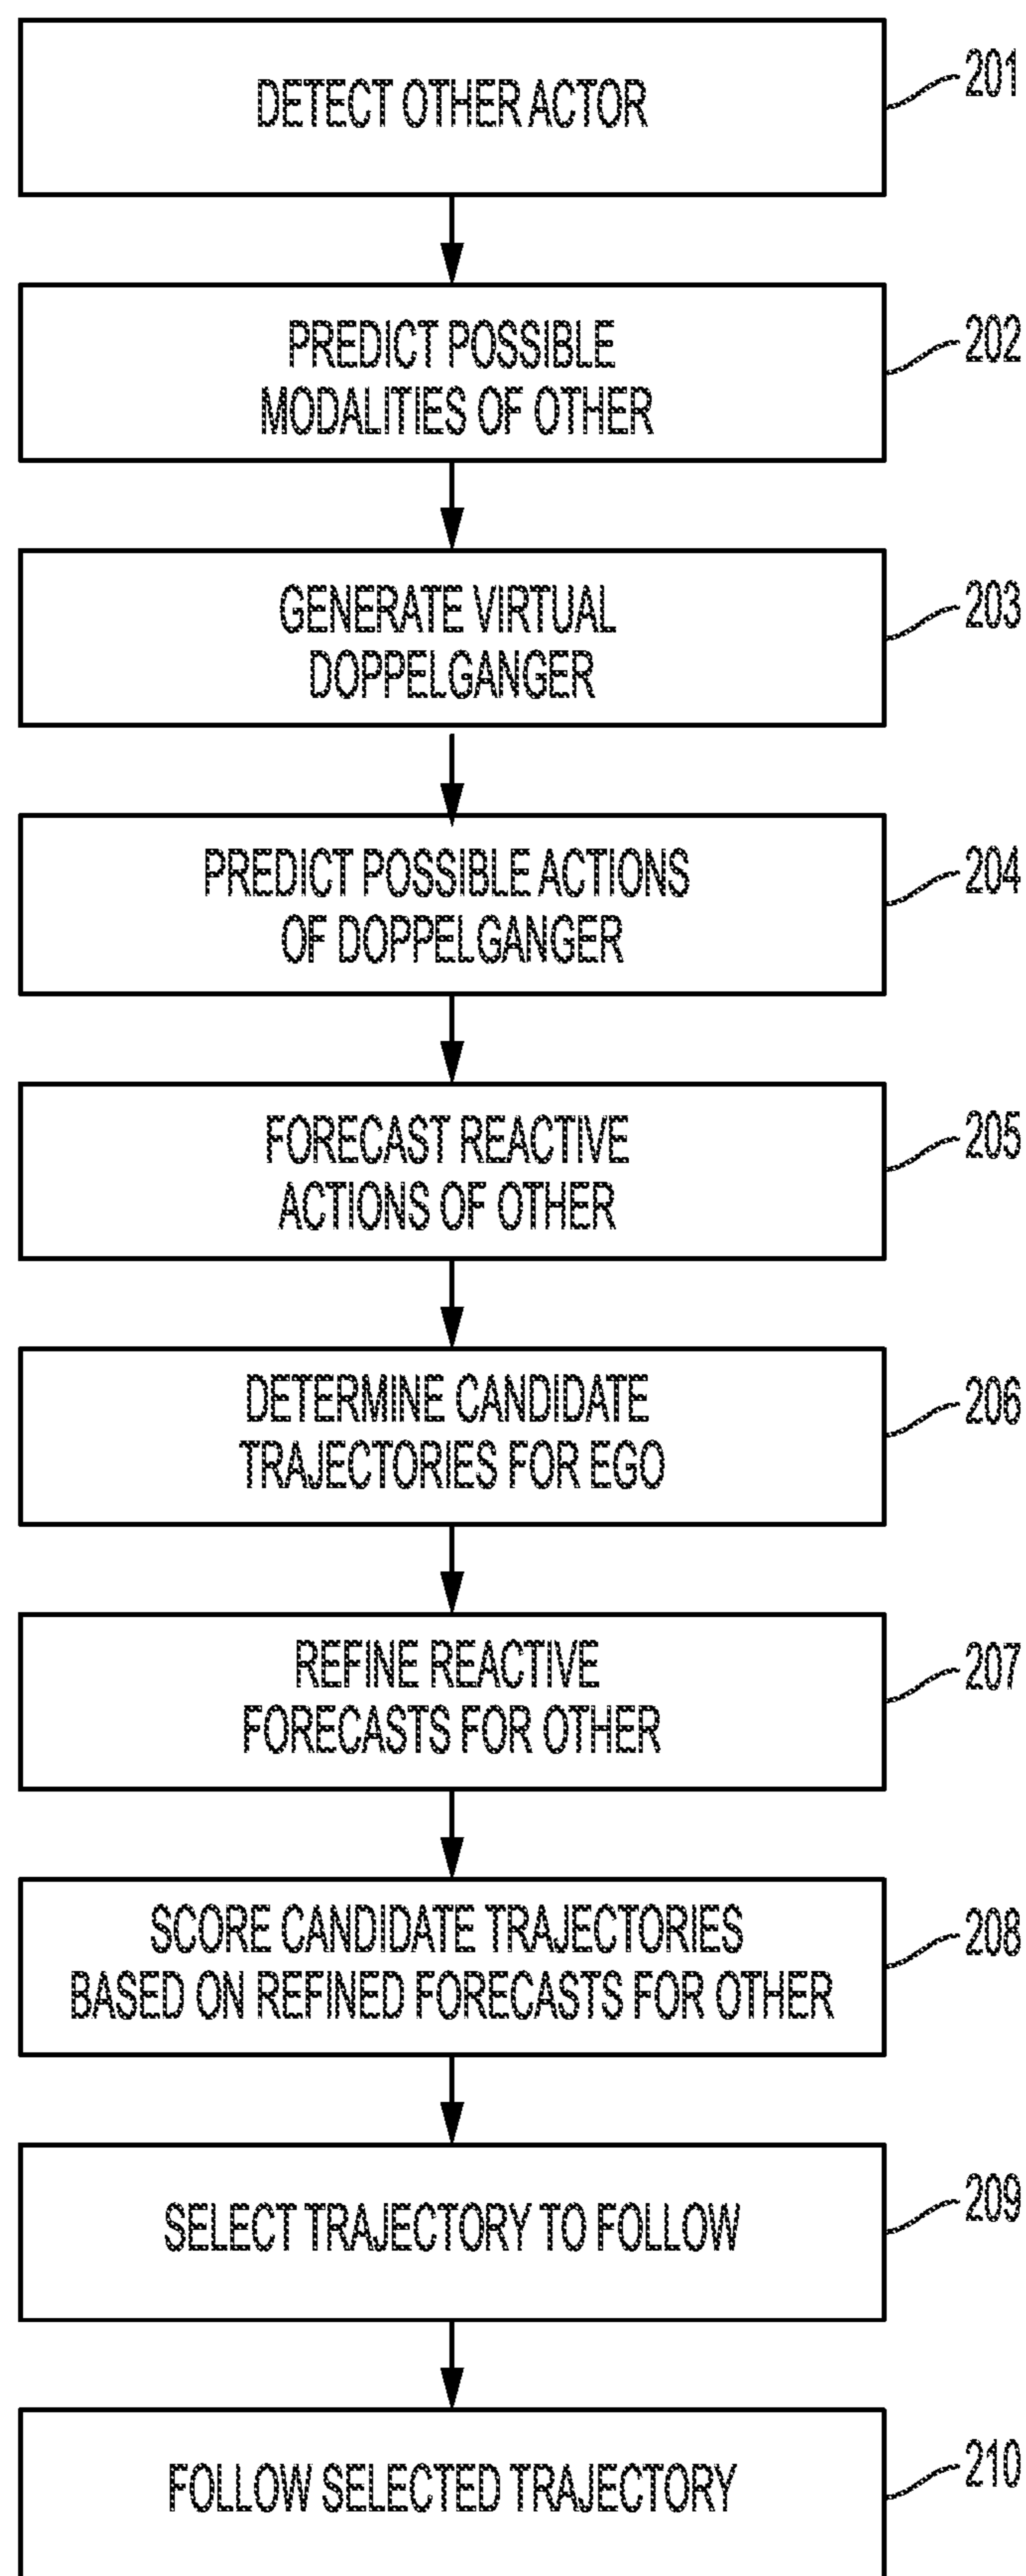 DETECT OTHER ACTOR
201
PREDICT POSSIBLE
MODALITIES OF OTHER
202
GENERATE VIRTUAL
DOPPELGANGER
203
PREDICT POSSIBLE ACTIONS
OF DOPPELGANGER
204
FORECAST REACTIVE
ACTIONS OF OTHER
205
DETERMINE CANDIDATE
TRAJECTORIES FOR EGO
206
REFINE REACTIVE
FORECASTS FOR OTHER
207
SCORE CANDIDATE TRAJECTORIES
BASED ON REFINED FORECASTS FOR OTHER
208
SELECT TRAJECTORY TO FOLLOW
209
FOLLOW SELECTED TRAJECTORY
210